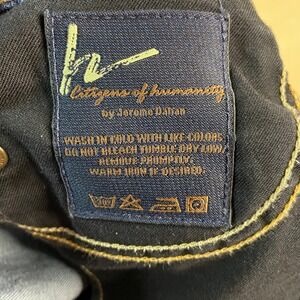 h
Citizens of humanity
by Jerome Dahan
WASH IN COLD WITH LIKE COLORS
DO NOT BLEACH TUMBLE DRY LOW.
REMOVE PROMPTLY.
WARM IRON IF DESIRED.